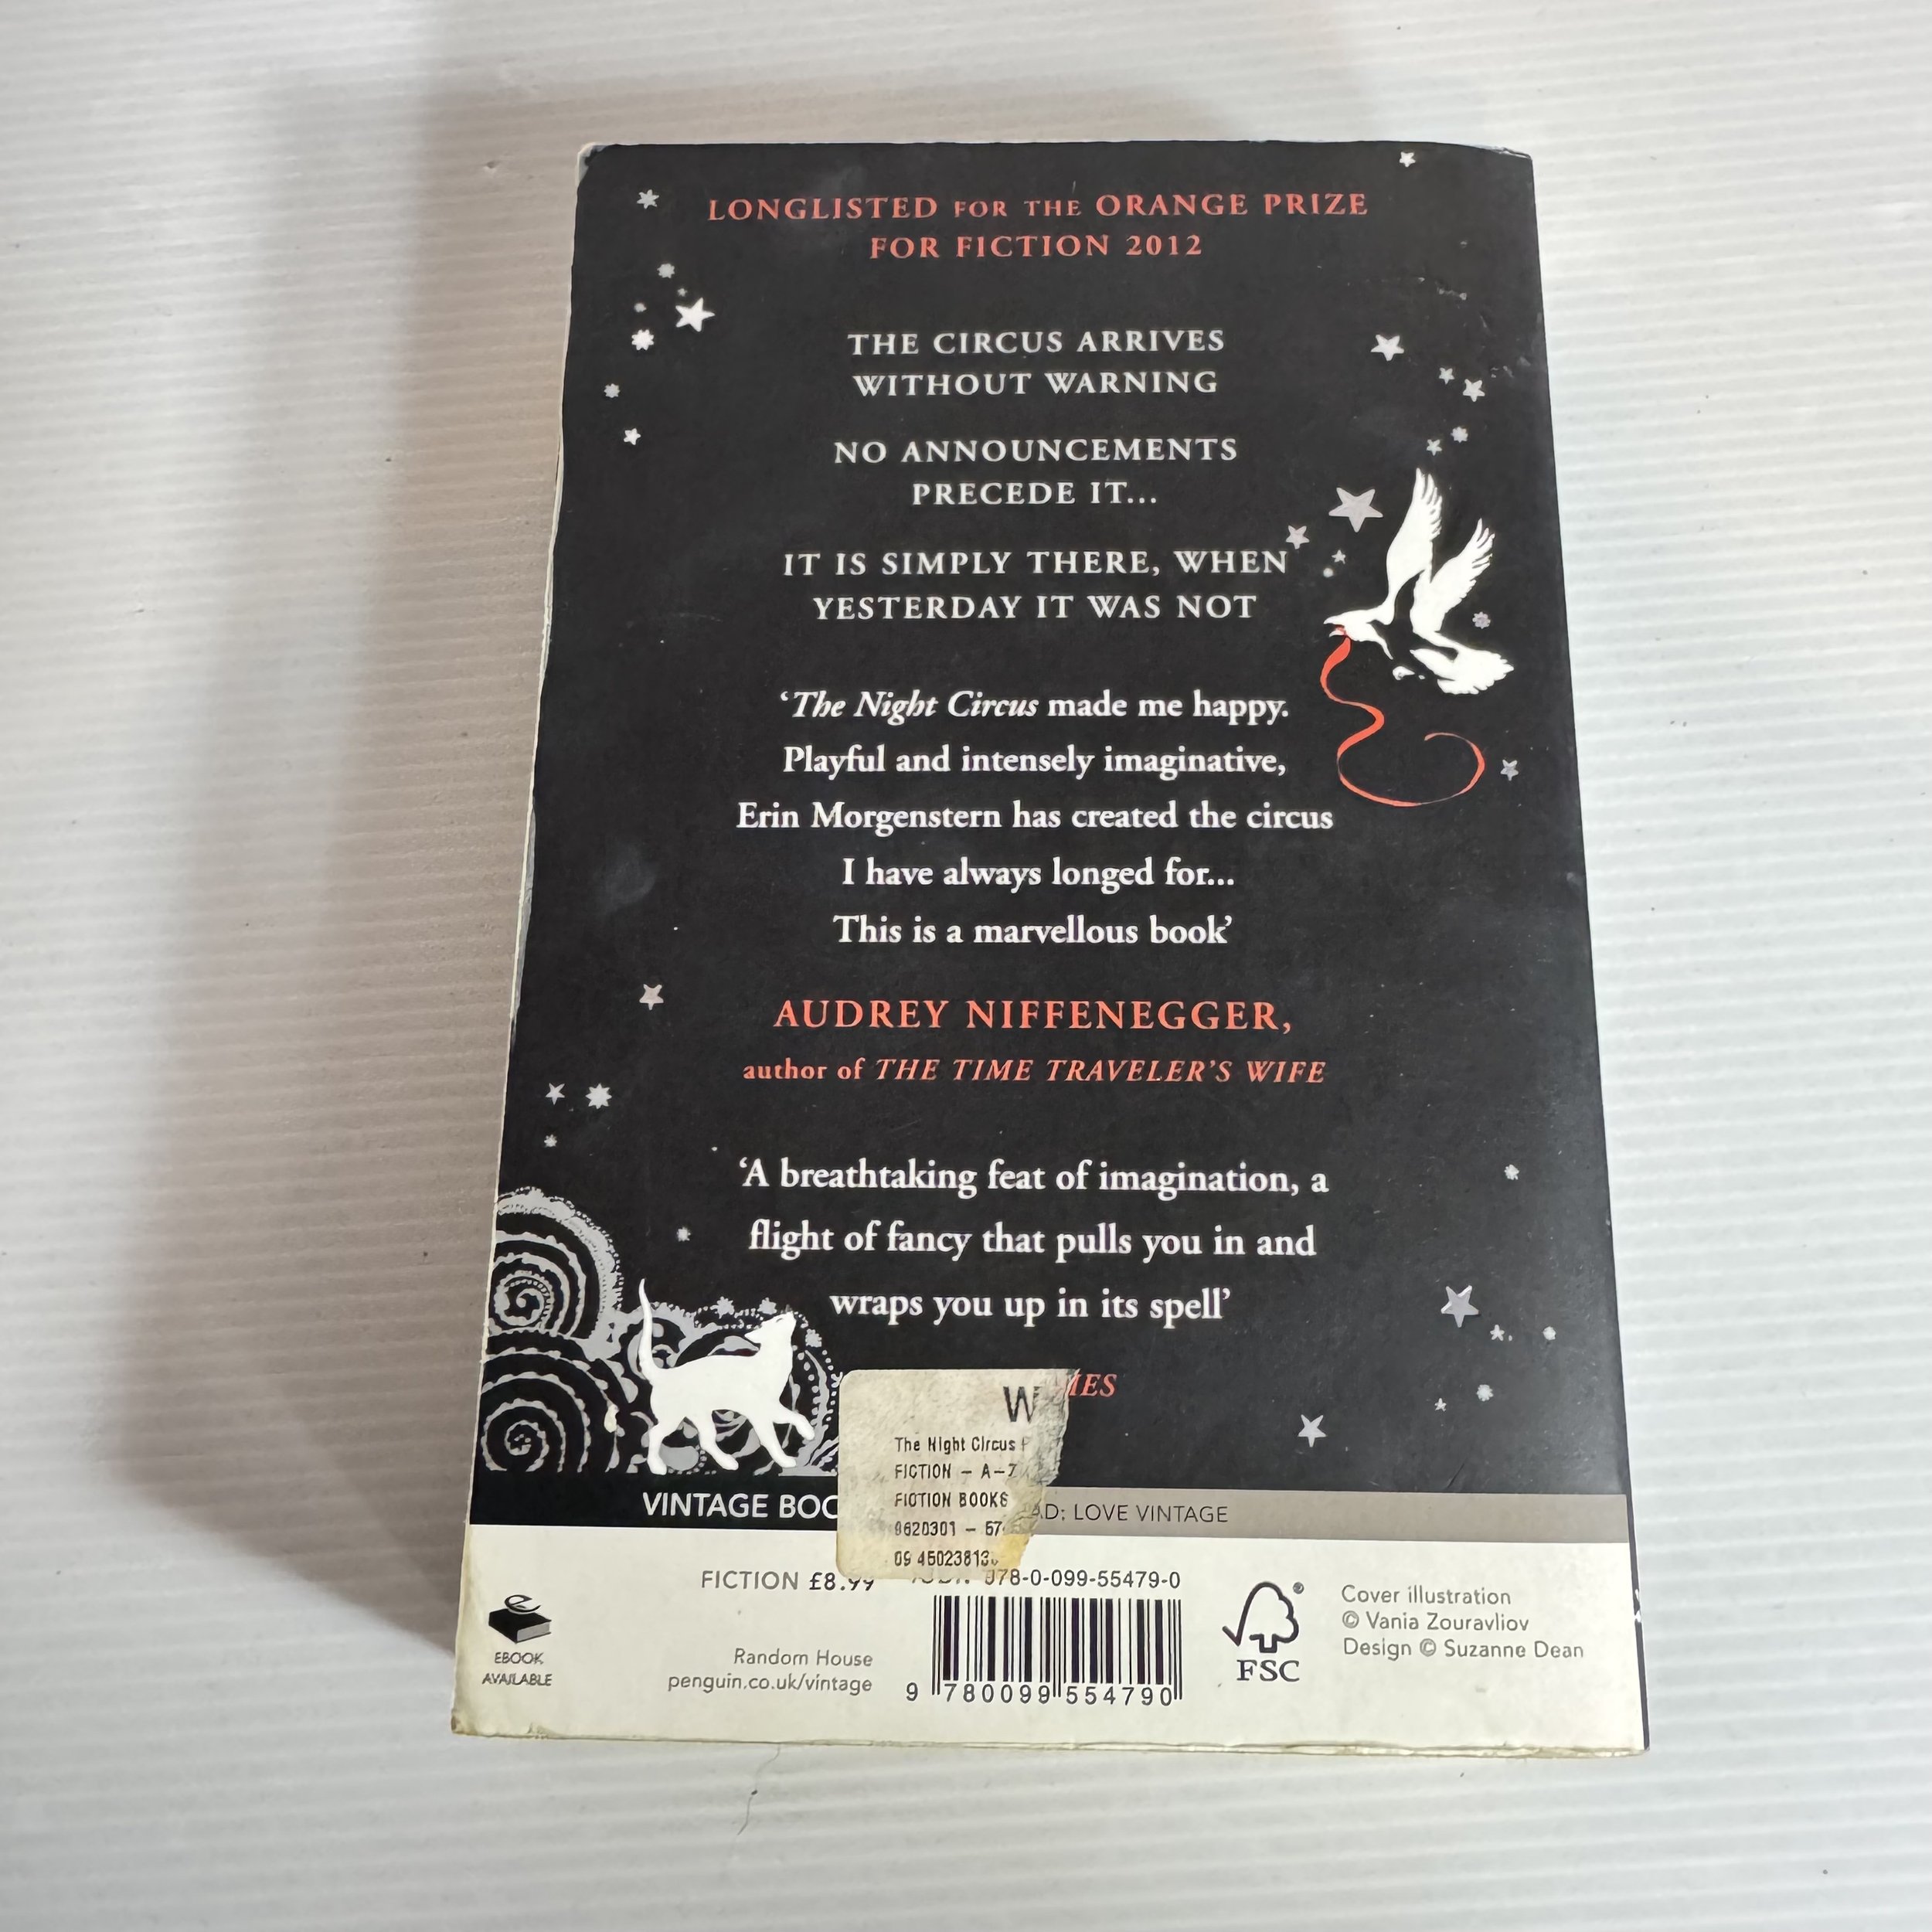 LONGLISTED FOR THE ORANGE PRIZE
FOR FICTION 2012
THE CIRCUS ARRIVES
WITHOUT WARNING
NO ANNOUNCEMENTS
PRECEDE IT...
IT IS SIMPLY THERE, WHEN
YESTERDAY IT WAS NOT
‘The Night Circus made me happy.
Playful and intensely imaginative,
Erin Morgenstern has created the circus
I have always longed for...
This is a marvellous book’
AUDREY NIFFENEGGER,
author of THE TIME TRAVELER'S WIFE
‘A breathtaking feat of imagination, a
flight of fancy that pulls you in and
wraps you up in its spell’
W
The Night Circus
FICTION – A–Z
FICTION BOOKS
9620301 –
VINTAGE
LOVE VINTAGE
FICTION £8.99
978-0-099-55479-0
EBOOK
AVAILABLE
Random House
penguin.co.uk/vintage
9 780099 554790
FSC
®
Cover illustration
© Vania Zouravliov
Design © Suzanne Dean